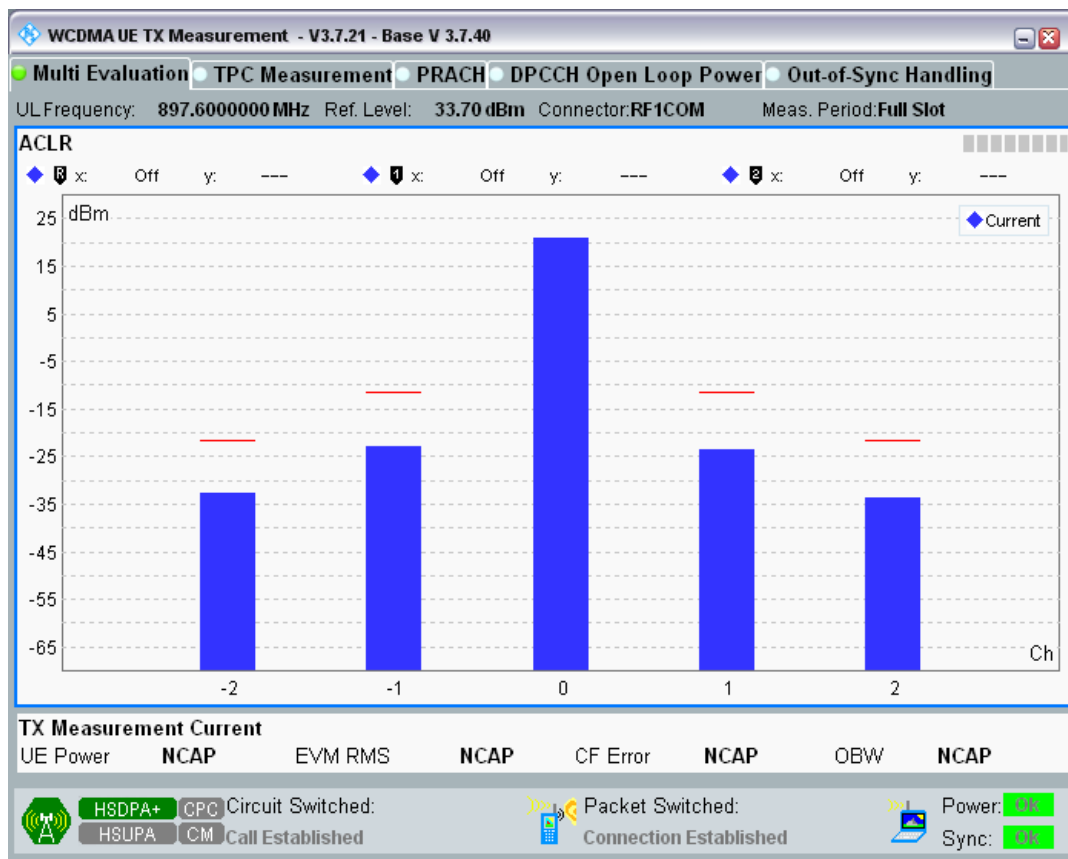 WCDMA UE TX Measurement - V3.7.21 - Base V 3.7.40
Multi Evaluation TPC Measurement PRACH DPCCH Open Loop Power Out-of-Sync Handling
ULFrequency: 897.6000000 MHz Ref. Level: 33.70 dBm Connector:RF1COM Meas. Period:Full Slot
ACLR
R x: Off y: --- 1 x: Off y: --- 2 x: Off y: ---
dBm
Current
25
15
5
-5
-15
-25
-35
-45
-55
-65
Ch
-2 -1 0 1 2
TX Measurement Current
UE Power NCAP EVM RMS NCAP CF Error NCAP OBW NCAP
HSDPA+ CPC Circuit Switched: Packet Switched: Power: OK
HSUPA CM Call Established Connection Established Sync: OK